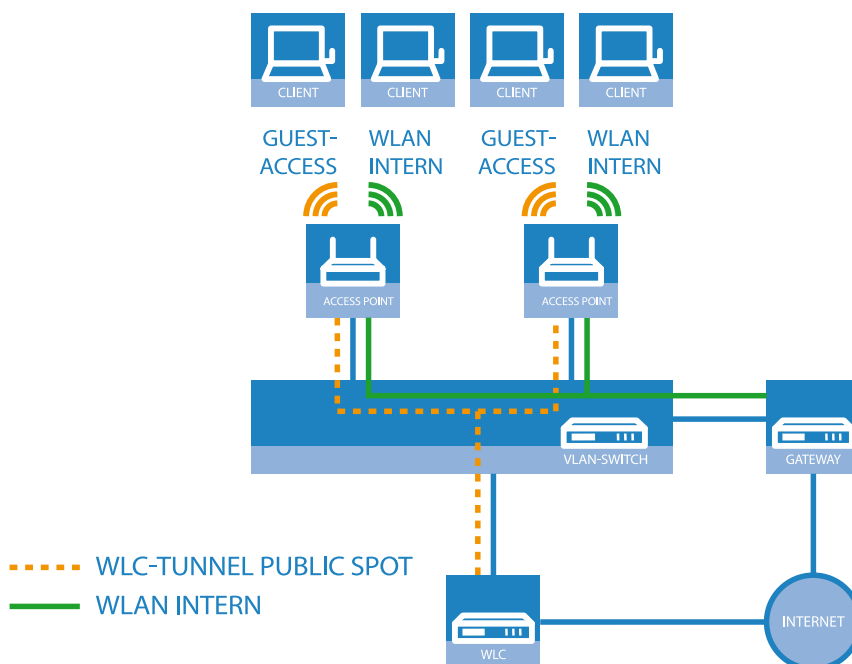 CLIENT
CLIENT
CLIENT
CLIENT
GUEST-
ACCESS
WLAN
INTERN
GUEST-
ACCESS
WLAN
INTERN
ACCESS POINT
ACCESS POINT
VLAN-SWITCH
GATEWAY
WLC-TUNNEL PUBLIC SPOT
WLAN INTERN
WLC
INTERNET